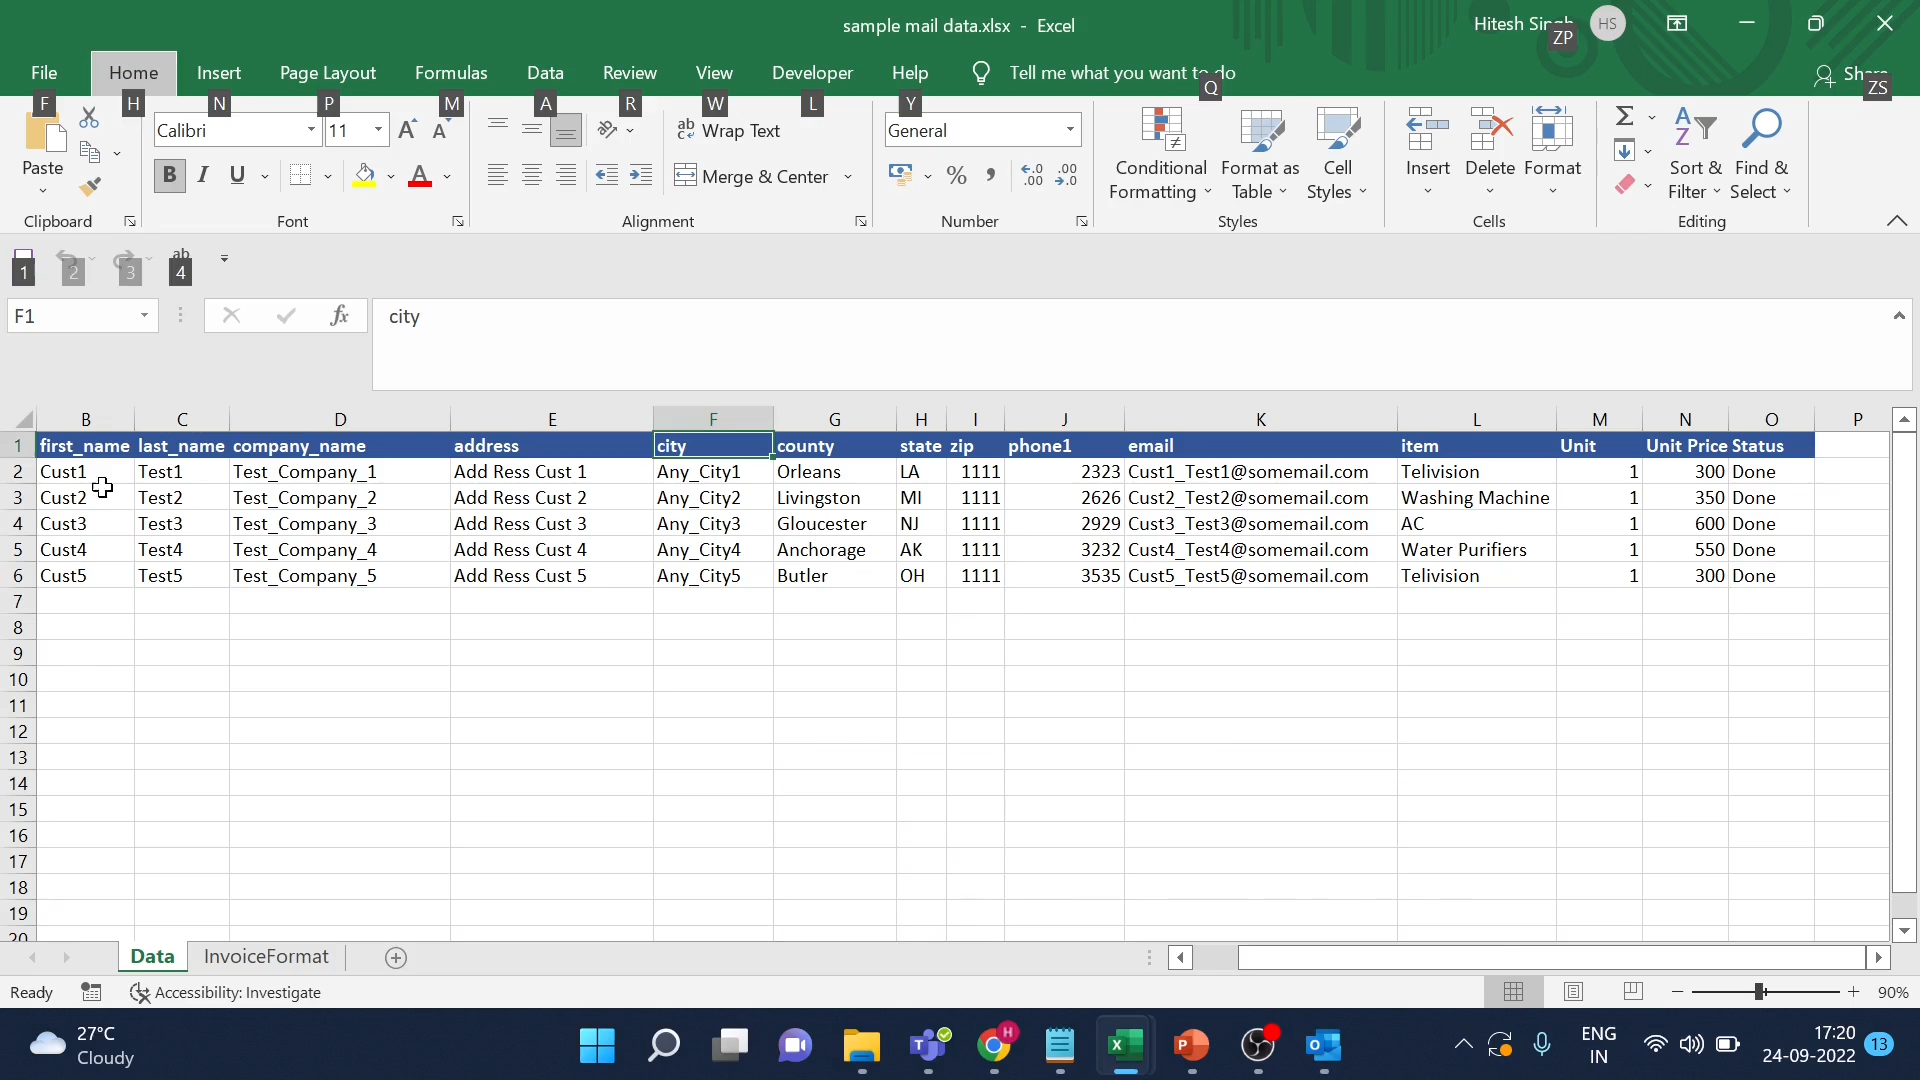 sample mail data.xlsx - Excel
Hitesh Singh HS
ZP
File Home Insert Page Layout Formulas Data Review View Developer Help Tell me what you want to do
Share
F H N P M A R W L Y Q ZS
Calibri 11
Wrap Text
General
Paste
Merge & Center
Conditional Formatting
Format as Table
Cell Styles
Insert Delete Format
Sort & Filter
Find & Select
Clipboard Font Alignment Number Styles Cells Editing
1 2 3 4
F1 fx city
B C D E F G H I J K L M N O P
1 first_name last_name company_name address city county state zip phone1 email item Unit Unit Price Status
2 Cust1 Test1 Test_Company_1 Add Ress Cust 1 Any_City1 Orleans LA 1111 2323 Cust1_Test1@somemail.com Telivision 1 300 Done
3 Cust2 Test2 Test_Company_2 Add Ress Cust 2 Any_City2 Livingston MI 1111 2626 Cust2_Test2@somemail.com Washing Machine 1 350 Done
4 Cust3 Test3 Test_Company_3 Add Ress Cust 3 Any_City3 Gloucester NJ 1111 2929 Cust3_Test3@somemail.com AC 1 600 Done
5 Cust4 Test4 Test_Company_4 Add Ress Cust 4 Any_City4 Anchorage AK 1111 3232 Cust4_Test4@somemail.com Water Purifiers 1 550 Done
6 Cust5 Test5 Test_Company_5 Add Ress Cust 5 Any_City5 Butler OH 1111 3535 Cust5_Test5@somemail.com Telivision 1 300 Done
7
8
9
10
11
12
13
14
15
16
17
18
19
20
Data InvoiceFormat
Ready Accessibility: Investigate 90%
27°C
Cloudy
ENG
IN
17:20
24-09-2022
13